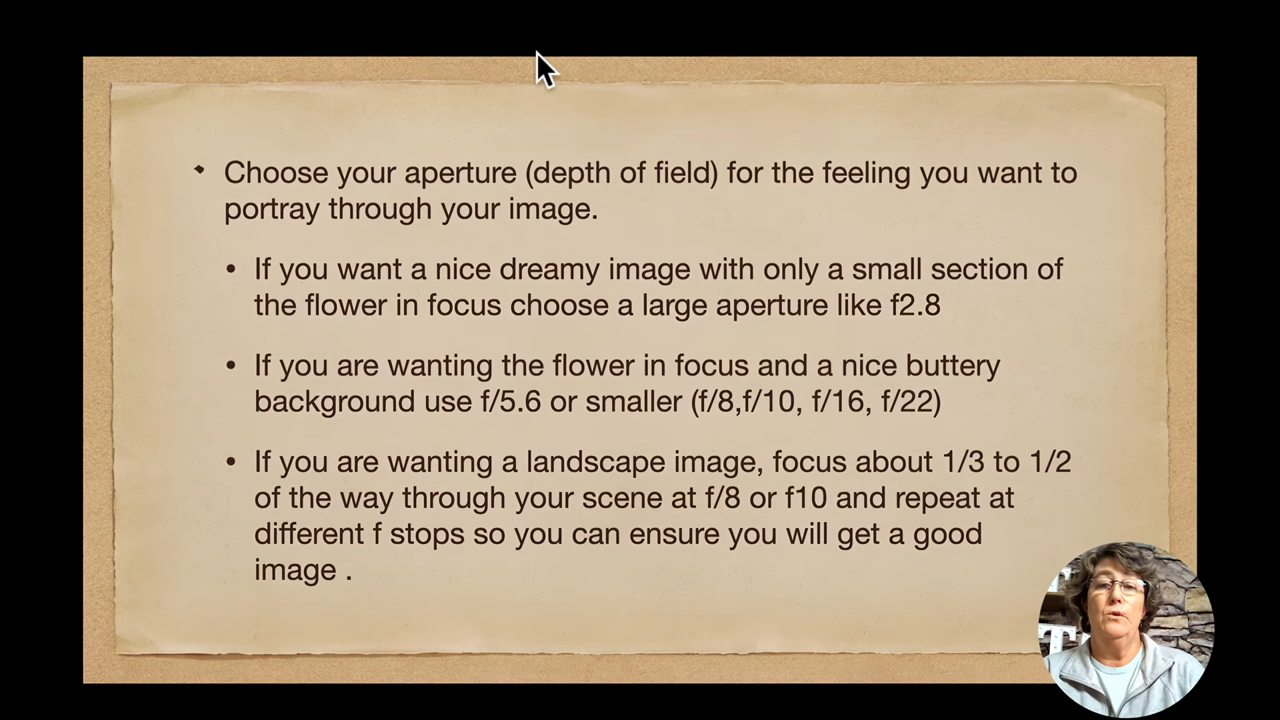 Choose your aperture (depth of field) for the feeling you want to
portray through your image.
• If you want a nice dreamy image with only a small section of
the flower in focus choose a large aperture like f2.8
• If you are wanting the flower in focus and a nice buttery
background use f/5.6 or smaller (f/8,f/10, f/16, f/22)
• If you are wanting a landscape image, focus about 1/3 to 1/2
of the way through your scene at f/8 or f10 and repeat at
different f stops so you can ensure you will get a good
image .